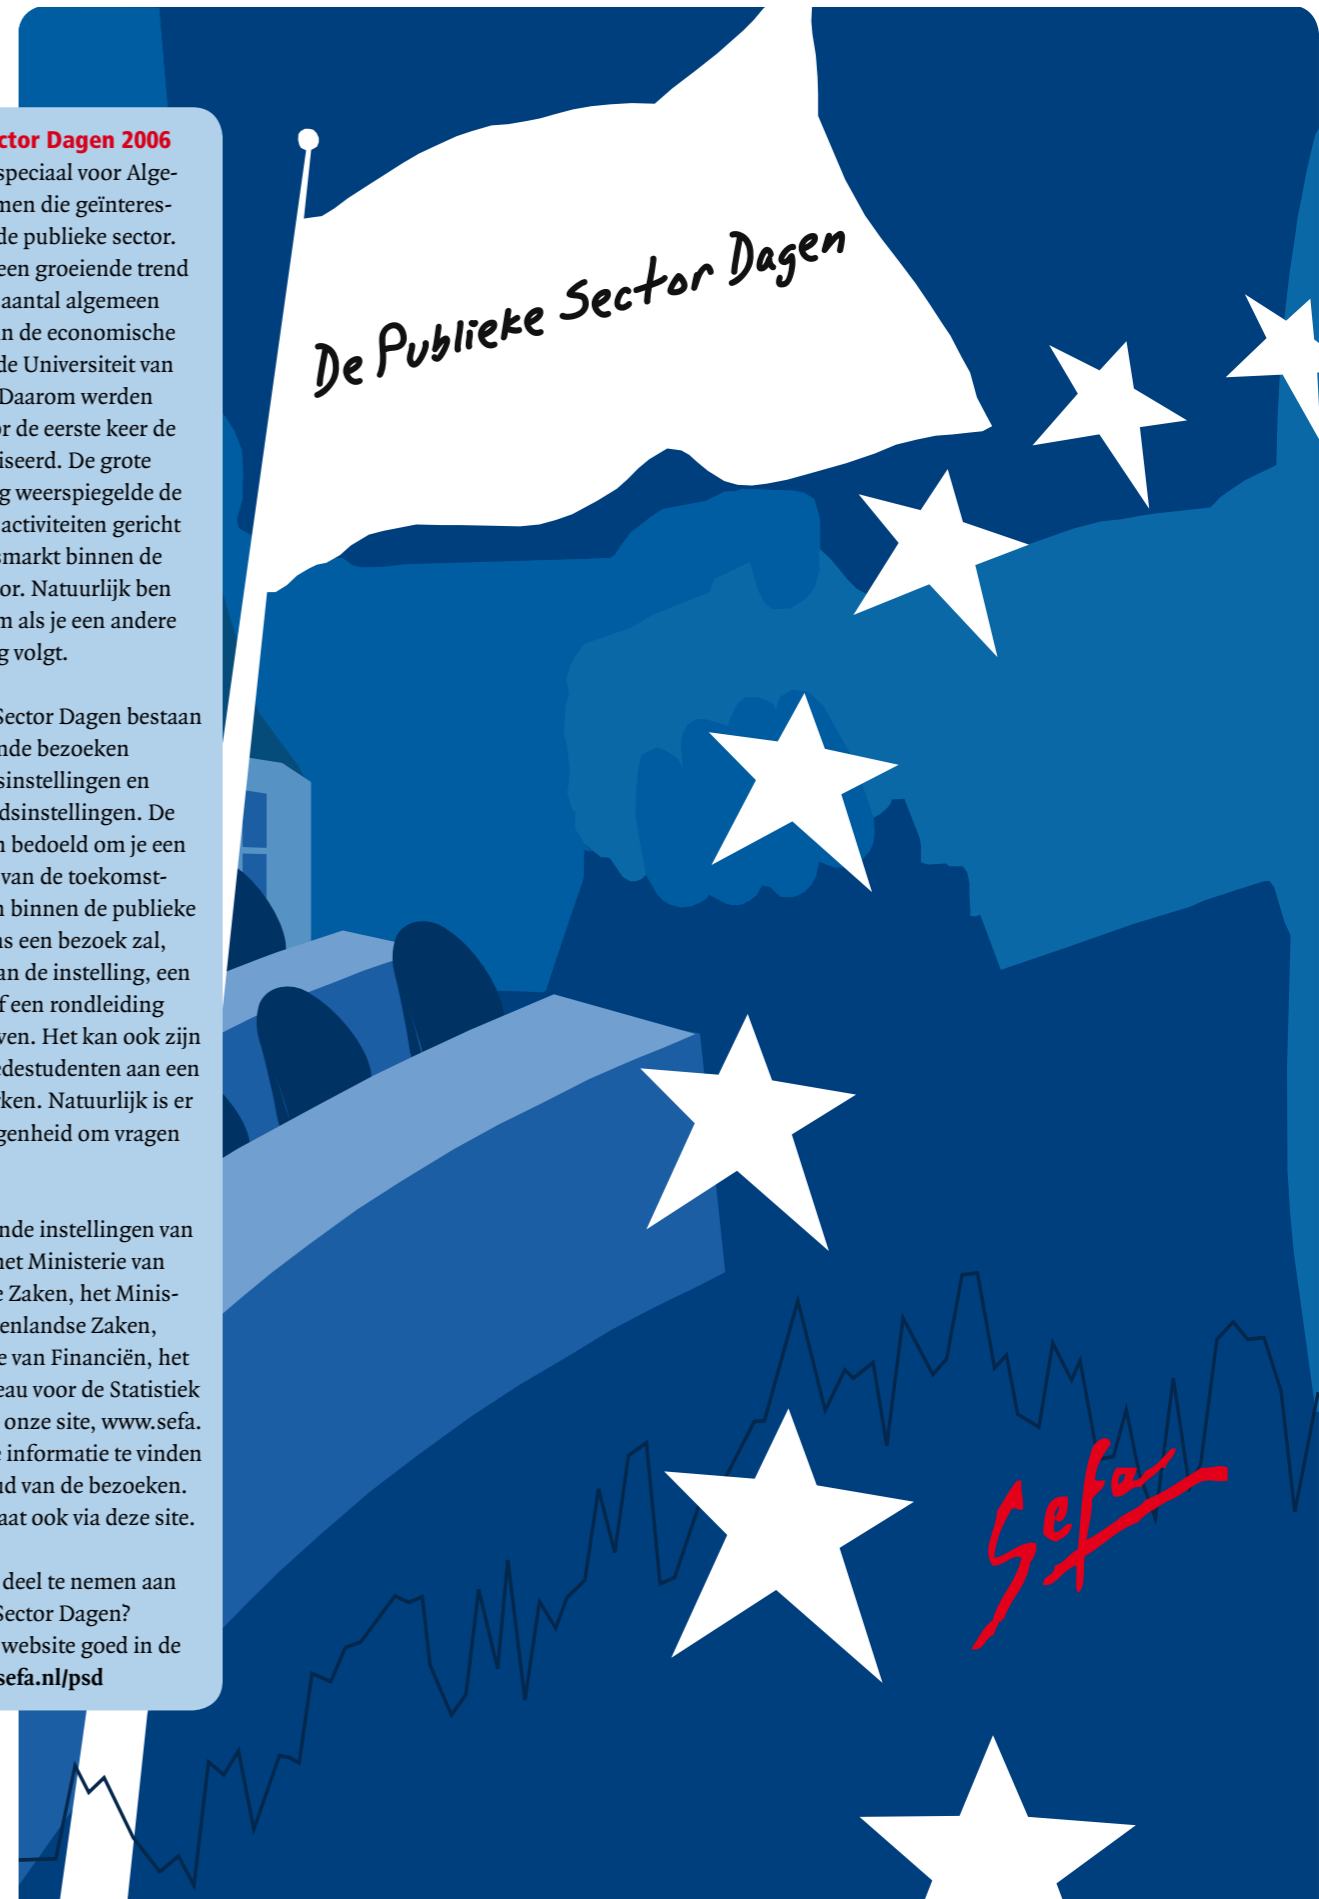 ctor Dagen 2006
speciaal voor Alge-
men die geïnteres-
de publieke sector.
een groeiende trend
aantal algemeen
n de economische
de Universiteit van
Daarom werden
or de eerste keer de
iseerd. De grote
g weerspiegelde de
activiteiten gericht
smarkt binnen de
or. Natuurlijk ben
m als je een andere
g volgt.
Sector Dagen bestaan
nde bezoeken
sinstellingen en
dsinstellingen. De
n bedoeld om je een
van de toekomst-
n binnen de publieke
ns een bezoek zal,
an de instelling, een
f een rondleiding
ven. Het kan ook zijn
edestudenten aan een
rken. Natuurlijk is er
genheid om vragen
nde instellingen van
het Ministerie van
e Zaken, het Minis-
enlandse Zaken,
e van Financiën, het
eau voor de Statistiek
onze site, www.sefa.
e informatie te vinden
ud van de bezoeken.
aat ook via deze site.
deel te nemen aan
Sector Dagen?
website goed in de
sefa.nl/psd
De Publieke Sector Dagen
Sefa